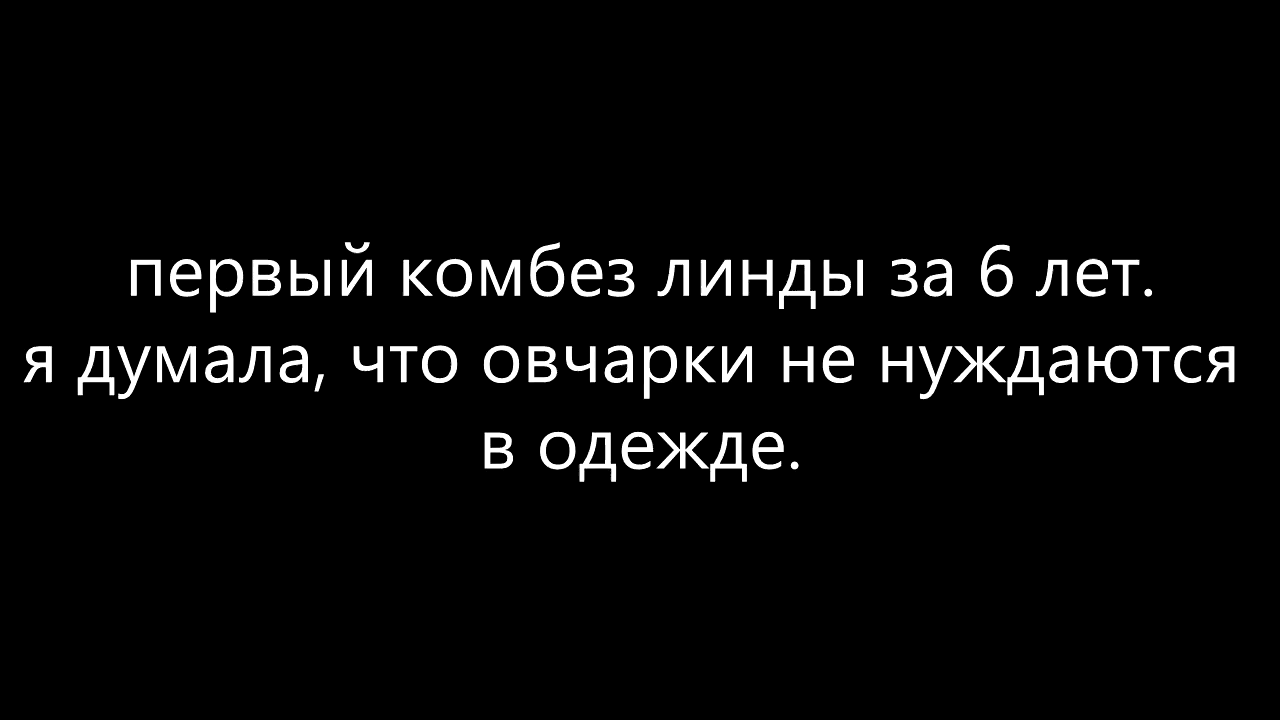 первый комбез линды за 6 лет.
я думала, что овчарки не нуждаются
в одежде.